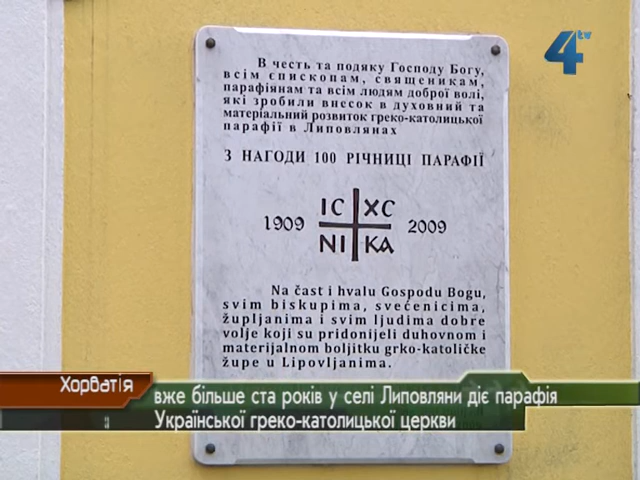 4tv
В честь та подяку Господу Богу,
всім єпископам, священикам,
парафіянам та всім людям доброї волі,
які зробили внесок в духовний та
матеріальний розвиток греко-католицької
парафії в Липовлянах
З НАГОДИ 100 РІЧНИЦІ ПАРАФІЇ
IC XC
1909 2009
NI KA
Na čast i hvalu Gospodu Bogu,
svim biskupima, svećenicima,
župljanima i svim ljudima dobre
volje koji su pridonijeli duhovnom i
materijalnom boljitku grko-katoličke
župe u Lipovljanima.
Хорватія
вже більше ста років у селі Липовляни діє парафія
Української греко-католицької церкви